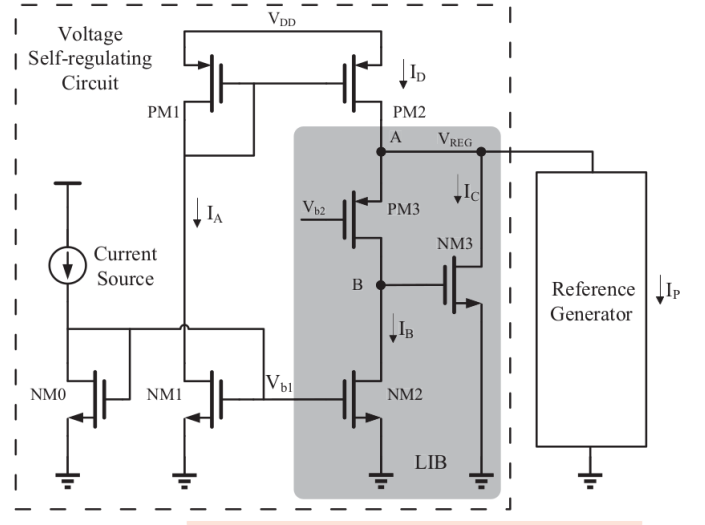 V_DD
Voltage
Self-regulating
Circuit
I_D
PM1
PM2
A
V_REG
I_C
V_b2
PM3
I_A
NM3
Current
Source
B
Reference
Generator
I_P
I_B
NM0
NM1
V_b1
NM2
LIB